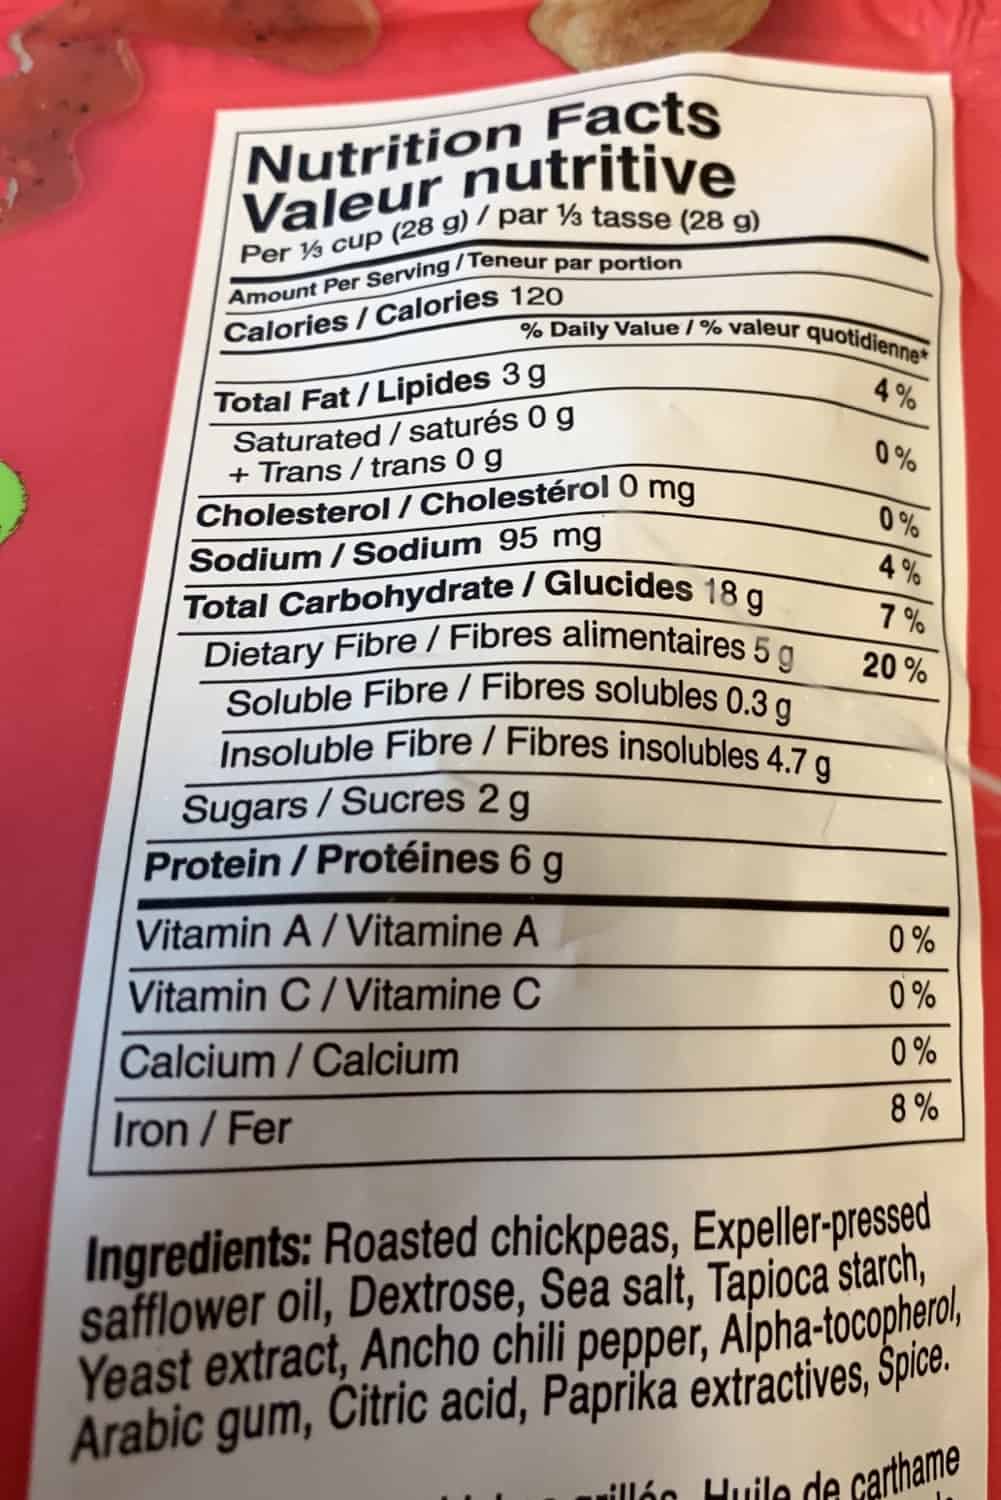 Nutrition Facts
Valeur nutritive
Per ⅓ cup (28 g) / par ⅓ tasse (28 g)
Amount Per Serving / Teneur par portion
Calories / Calories 120
% Daily Value / % valeur quotidienne*
Total Fat / Lipides 3 g 4 %
Saturated / saturés 0 g
+ Trans / trans 0 g 0 %
Cholesterol / Cholestérol 0 mg 0 %
Sodium / Sodium 95 mg 4 %
Total Carbohydrate / Glucides 18 g 7 %
Dietary Fibre / Fibres alimentaires 5 g 20 %
Soluble Fibre / Fibres solubles 0.3 g
Insoluble Fibre / Fibres insolubles 4.7 g
Sugars / Sucres 2 g
Protein / Protéines 6 g
Vitamin A / Vitamine A 0 %
Vitamin C / Vitamine C 0 %
Calcium / Calcium 0 %
Iron / Fer 8 %
Ingredients: Roasted chickpeas, Expeller-pressed
safflower oil, Dextrose, Sea salt, Tapioca starch,
Yeast extract, Ancho chili pepper, Alpha-tocopherol,
Arabic gum, Citric acid, Paprika extractives, Spice.
Huile de carthame